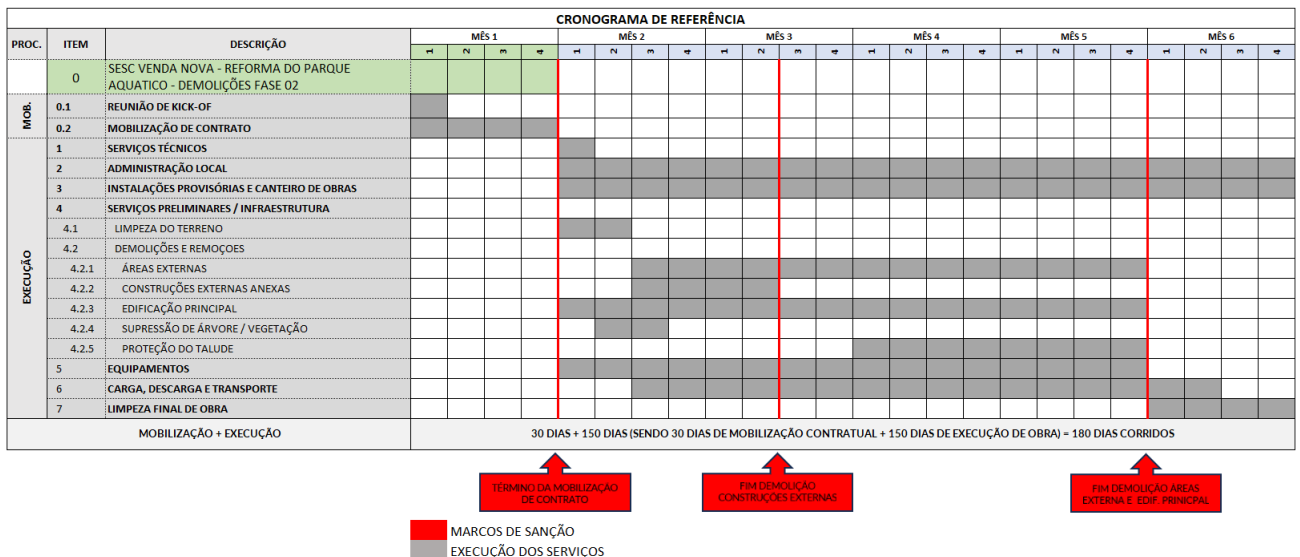 CRONOGRAMA DE REFERÊNCIA
PROC. ITEM DESCRIÇÃO MÊS 1 MÊS 2 MÊS 3 MÊS 4 MÊS 5 MÊS 6
1 2 3 4 1 2 3 4 1 2 3 4 1 2 3 4 1 2 3 4 1 2 3 4
0 SESC VENDA NOVA - REFORMA DO PARQUE
AQUATICO - DEMOLIÇÕES FASE 02
MOB.
0.1 REUNIÃO DE KICK-OF
0.2 MOBILIZAÇÃO DE CONTRATO
EXECUÇÃO
1 SERVIÇOS TÉCNICOS
2 ADMINISTRAÇÃO LOCAL
3 INSTALAÇÕES PROVISÓRIAS E CANTEIRO DE OBRAS
4 SERVIÇOS PRELIMINARES / INFRAESTRUTURA
4.1 LIMPEZA DO TERRENO
4.2 DEMOLIÇÕES E REMOÇOES
4.2.1 ÁREAS EXTERNAS
4.2.2 CONSTRUÇÕES EXTERNAS ANEXAS
4.2.3 EDIFICAÇÃO PRINCIPAL
4.2.4 SUPRESSÃO DE ÁRVORE / VEGETAÇÃO
4.2.5 PROTEÇÃO DO TALUDE
5 EQUIPAMENTOS
6 CARGA, DESCARGA E TRANSPORTE
7 LIMPEZA FINAL DE OBRA
MOBILIZAÇÃO + EXECUÇÃO 30 DIAS + 150 DIAS (SENDO 30 DIAS DE MOBILIZAÇÃO CONTRATUAL + 150 DIAS DE EXECUÇÃO DE OBRA) = 180 DIAS CORRIDOS
TÉRMINO DA MOBILIZAÇÃO
DE CONTRATO
FIM DEMOLIÇÃO
CONSTRUÇÕES EXTERNAS
FIM DEMOLIÇÃO ÁREAS
EXTERNA E EDIF. PRINICPAL
MARCOS DE SANÇÃO
EXECUÇÃO DOS SERVIÇOS